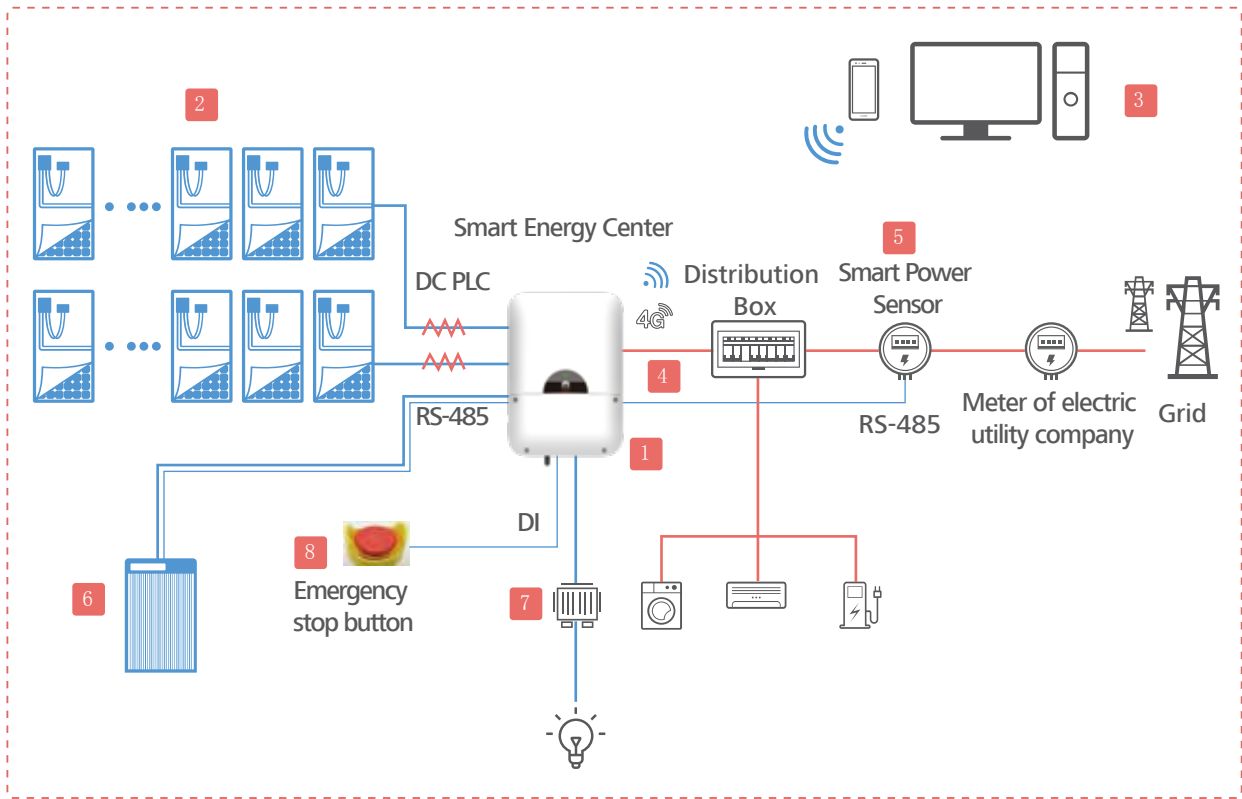 2
3
Smart Energy Center
5
DC PLC
Distribution
Box
Smart Power
Sensor
4G
4
RS-485
RS-485
Meter of electric
utility company
Grid
1
DI
8
Emergency
stop button
6
7